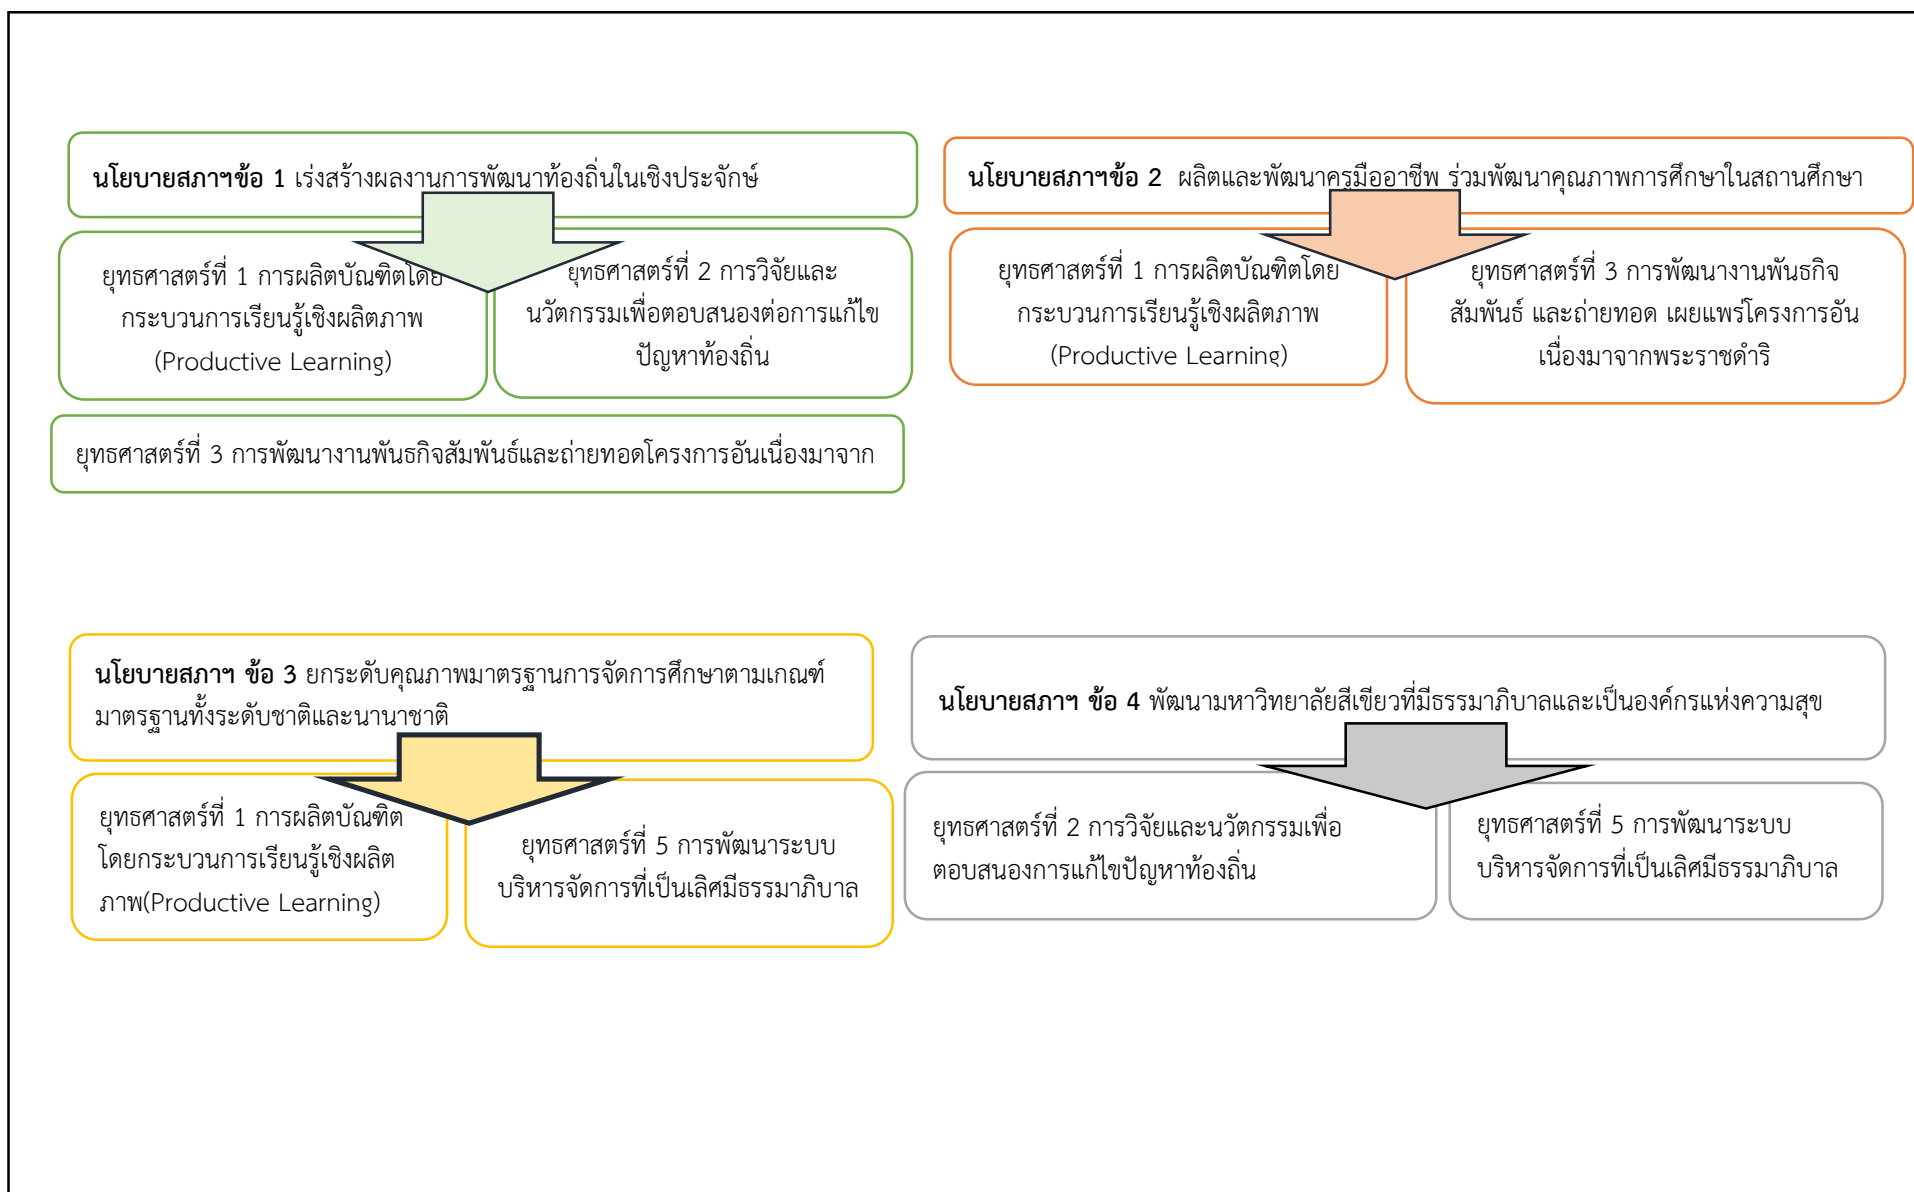 นโยบายสภาฯข้อ 1 เร่งสร้างผลงานการพัฒนาท้องถิ่นในเชิงประจักษ์
ยุทธศาสตร์ที่ 1 การผลิตบัณฑิตโดย
กระบวนการเรียนรู้เชิงผลิตภาพ
(Productive Learning)
ยุทธศาสตร์ที่ 2 การวิจัยและ
นวัตกรรมเพื่อตอบสนองต่อการแก้ไข
ปัญหาท้องถิ่น
ยุทธศาสตร์ที่ 3 การพัฒนางานพันธกิจสัมพันธ์และถ่ายทอดโครงการอันเนื่องมาจาก
นโยบายสภาฯข้อ 2 ผลิตและพัฒนาครูมืออาชีพ ร่วมพัฒนาคุณภาพการศึกษาในสถานศึกษา
ยุทธศาสตร์ที่ 1 การผลิตบัณฑิตโดย
กระบวนการเรียนรู้เชิงผลิตภาพ
(Productive Learning)
ยุทธศาสตร์ที่ 3 การพัฒนางานพันธกิจ
สัมพันธ์ และถ่ายทอด เผยแพร่โครงการอัน
เนื่องมาจากพระราชดำริ
นโยบายสภาฯ ข้อ 3 ยกระดับคุณภาพมาตรฐานการจัดการศึกษาตามเกณฑ์
มาตรฐานทั้งระดับชาติและนานาชาติ
ยุทธศาสตร์ที่ 1 การผลิตบัณฑิต
โดยกระบวนการเรียนรู้เชิงผลิต
ภาพ(Productive Learning)
ยุทธศาสตร์ที่ 5 การพัฒนาระบบ
บริหารจัดการที่เป็นเลิศมีธรรมาภิบาล
นโยบายสภาฯ ข้อ 4 พัฒนามหาวิทยาลัยสีเขียวที่มีธรรมาภิบาลและเป็นองค์กรแห่งความสุข
ยุทธศาสตร์ที่ 2 การวิจัยและนวัตกรรมเพื่อ
ตอบสนองการแก้ไขปัญหาท้องถิ่น
ยุทธศาสตร์ที่ 5 การพัฒนาระบบ
บริหารจัดการที่เป็นเลิศมีธรรมาภิบาล